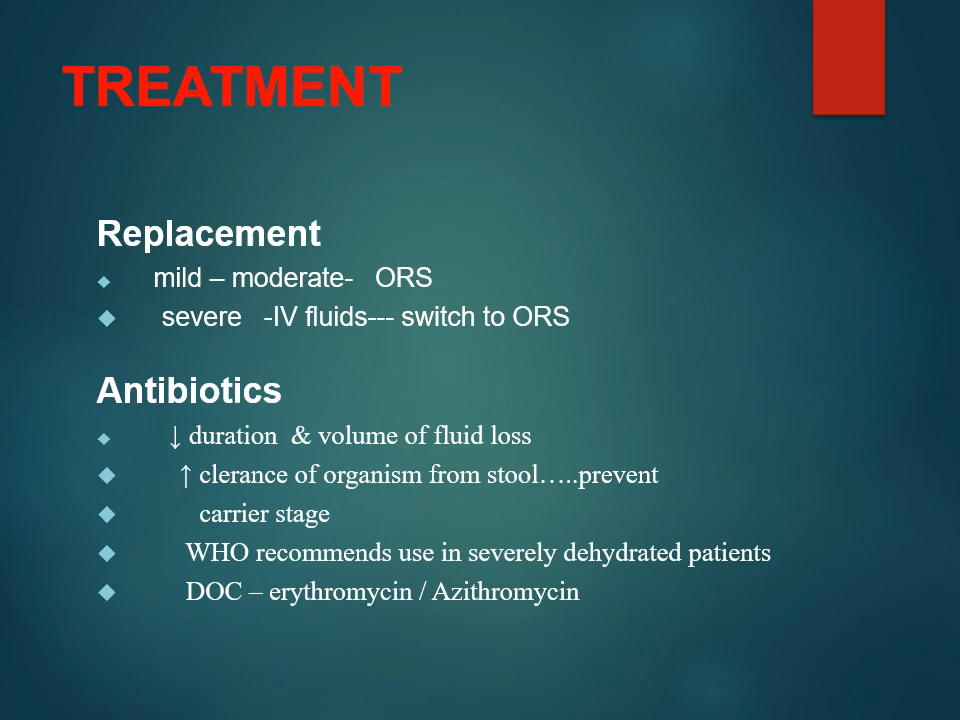 TREATMENT
Replacement
◆ mild – moderate- ORS
◆ severe -IV fluids--- switch to ORS
Antibiotics
◆ ↓ duration & volume of fluid loss
◆ ↑ clerance of organism from stool…..prevent
◆ carrier stage
◆ WHO recommends use in severely dehydrated patients
◆ DOC – erythromycin / Azithromycin